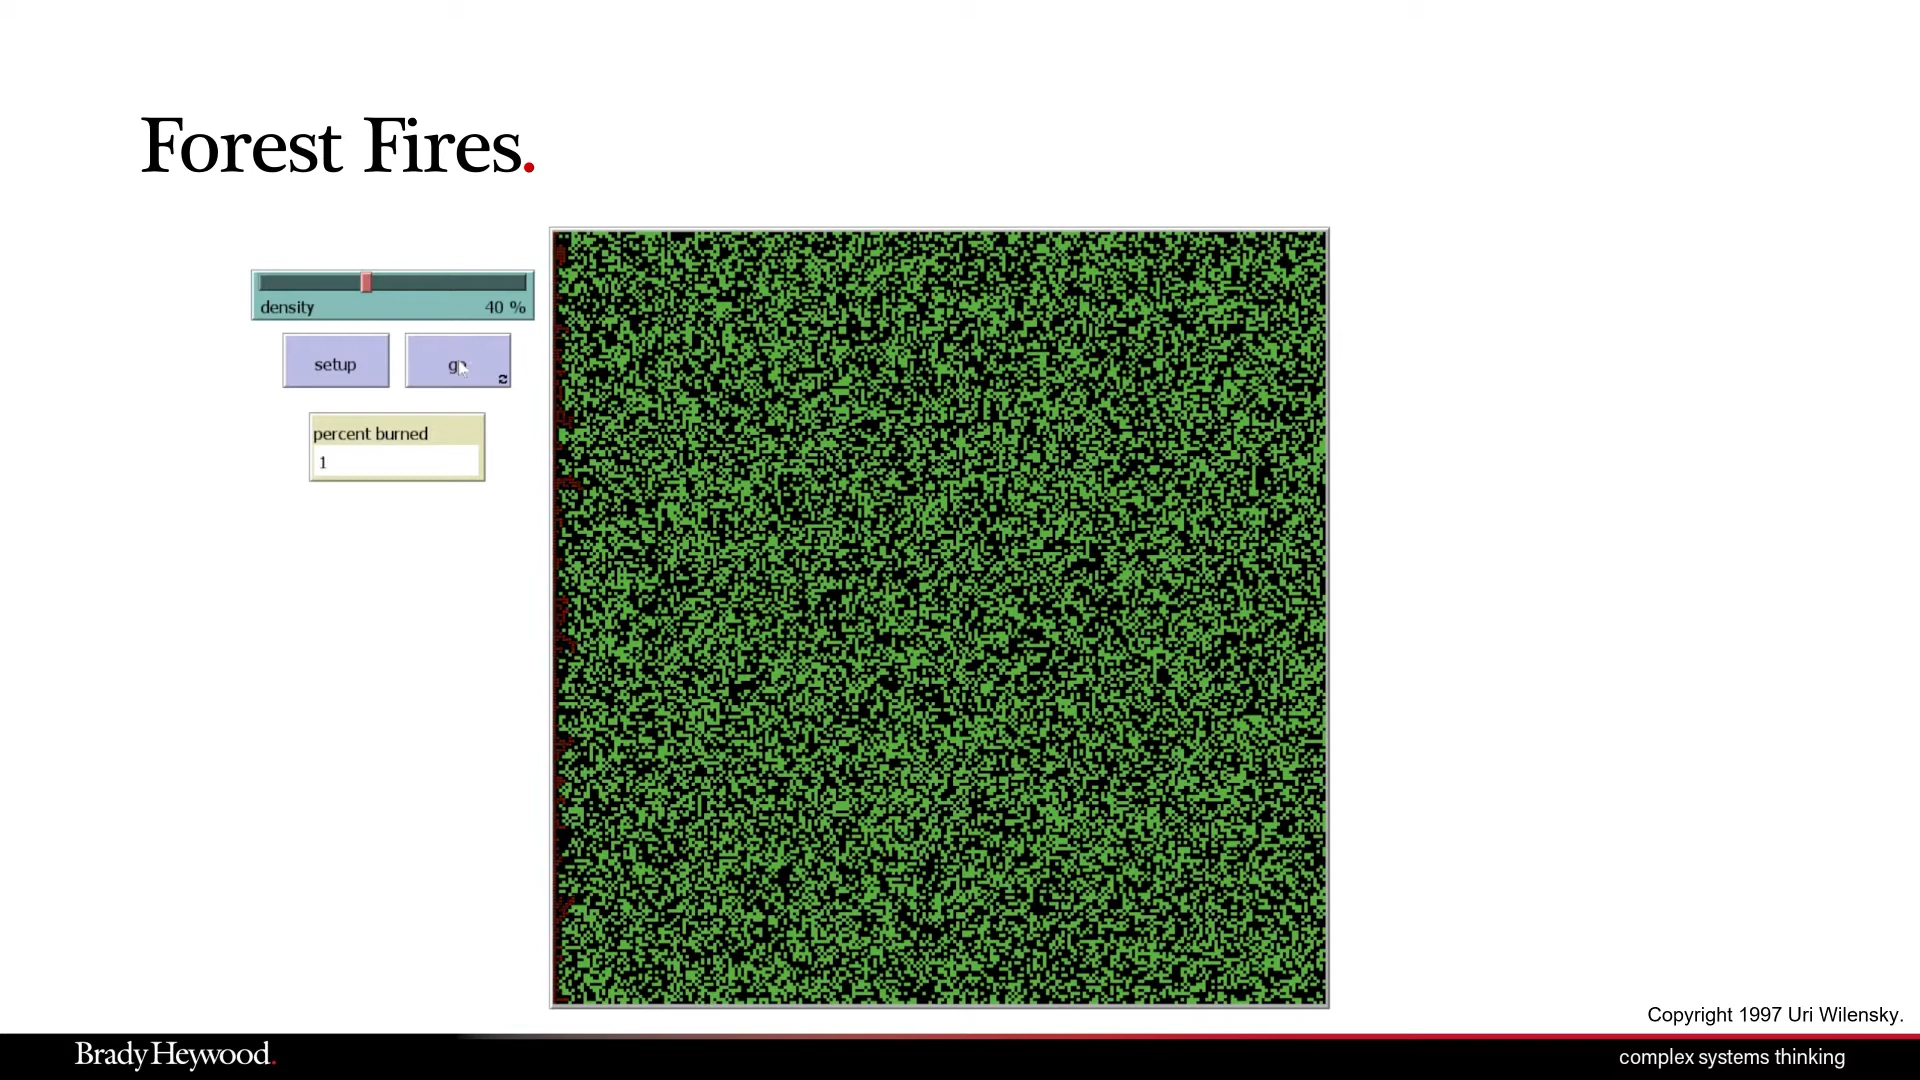 Forest Fires.
density 40 %
setup
percent burned
1
Copyright 1997 Uri Wilensky.
Brady Heywood.
complex systems thinking